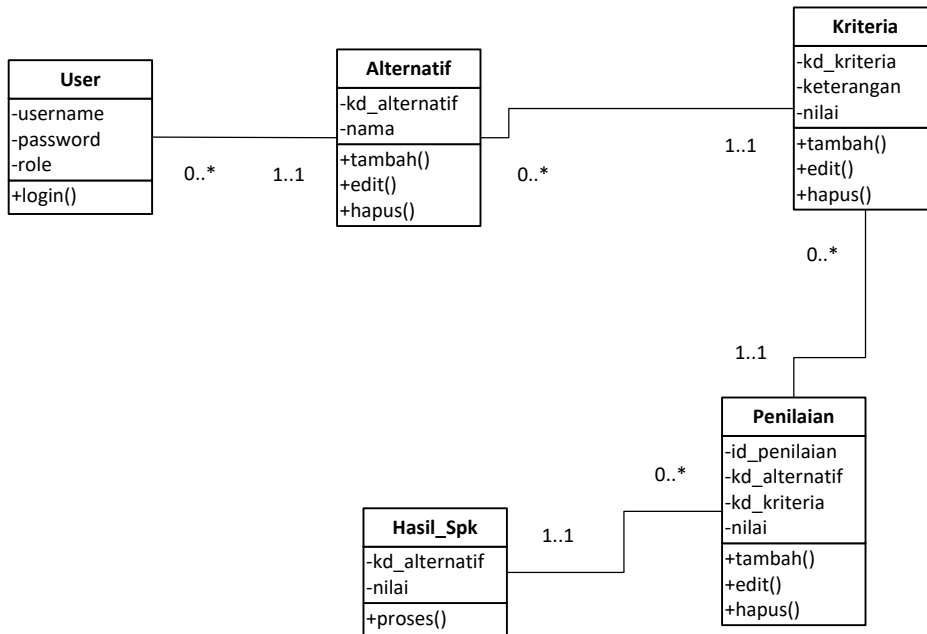 User
-username
-password
-role
+login()
0..*
1..1
Alternatif
-kd_alternatif
-nama
+tambah()
+edit()
+hapus()
0..*
1..1
Kriteria
-kd_kriteria
-keterangan
-nilai
+tambah()
+edit()
+hapus()
0..*
1..1
Penilaian
-id_penilaian
-kd_alternatif
-kd_kriteria
-nilai
+tambah()
+edit()
+hapus()
0..*
1..1
Hasil_Spk
-kd_alternatif
-nilai
+proses()